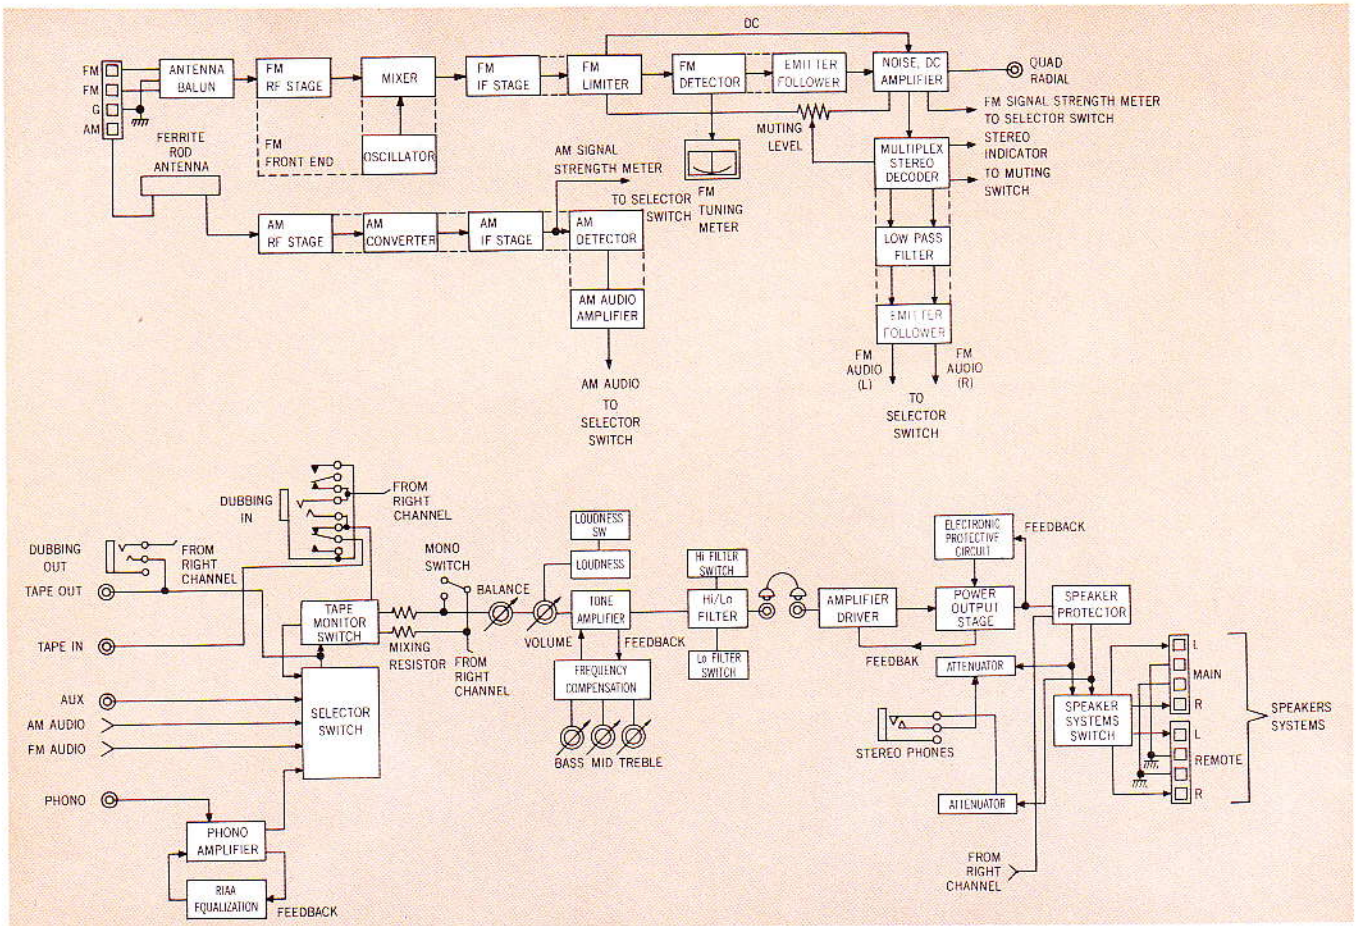 DC
FM
FM
G
AM
ANTENNA
BALUN
FM
RF STAGE
MIXER
FM
IF STAGE
FM
LIMITER
FM
DETECTOR
EMITTER
FOLLOWER
NOISE, DC
AMPLIFIER
QUAD
RADIAL
FERRITE
ROD
ANTENNA
FM
FRONT END
OSCILLATOR
MUTING
LEVEL
FM SIGNAL STRENGTH METER
TO SELECTOR SWITCH
STEREO
INDICATOR
TO MUTING
SWITCH
MULTIPLEX
STEREO
DECODER
AM SIGNAL
STRENGTH METER
TO SELECTOR
SWITCH
FM
TUNING
METER
AM
RF STAGE
AM
CONVERTER
AM
IF STAGE
AM
DETECTOR
LOW PASS
FILTER
AM AUDIO
AMPLIFIER
EMITTER
FOLLOWER
FM
AUDIO
(L)
FM
AUDIO
(R)
AM AUDIO
TO
SELECTOR
SWITCH
TO
SELECTOR
SWITCH
DUBBING
IN
FROM
RIGHT
CHANNEL
DUBBING
OUT
FROM
RIGHT
CHANNEL
TAPE OUT
TAPE IN
AUX
AM AUDIO
FM AUDIO
PHONO
TAPE
MONITOR
SWITCH
SELECTOR
SWITCH
PHONO
AMPLIFIER
RIAA
EQUALIZATION
FEEDBACK
MONO
SWITCH
MIXING
RESISTOR
FROM
RIGHT
CHANNEL
BALANCE
VOLUME
LOUDNESS
SW
LOUDNESS
TONE
AMPLIFIER
FEEDBACK
FREQUENCY
COMPENSATION
BASS MID TREBLE
Hi FILTER
SWITCH
Hi/Lo
FILTER
Lo FILTER
SWITCH
AMPLIFIER
DRIVER
FEEDBAK
ELECTRONIC
PROTECTIVE
CIRCUIT
FEEDBACK
POWER
OUTPUT
STAGE
SPEAKER
PROTECTOR
ATTENUATOR
STEREO PHONES
ATTENUATOR
SPEAKER
SYSTEMS
SWITCH
FROM
RIGHT
CHANNEL
L
MAIN
R
L
REMOTE
R
SPEAKERS
SYSTEMS